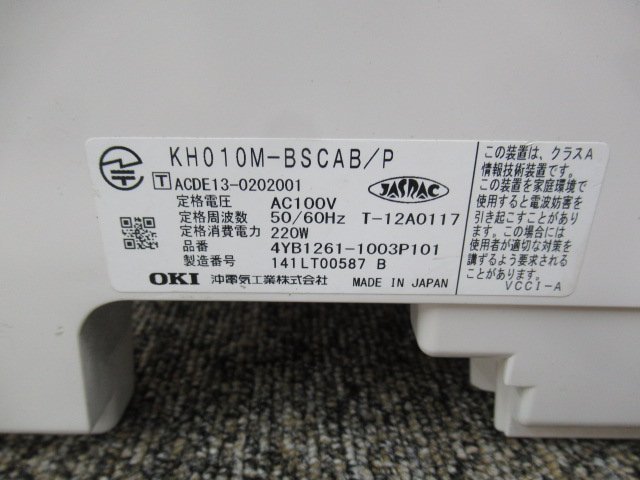 KH010M-BSCAB/P
T ACDE13-0202001
JASPAC
定格電圧 AC100V
定格周波数 50/60Hz T-12A0117
定格消費電力 220W
品番 4YB1261-1003P101
製造番号 141LT00587 B
OKI 沖電気工業株式会社 MADE IN JAPAN
この装置は、クラスA
情報技術装置です。
この装置を家庭環境で
使用すると電波妨害を
引き起こすことがあり
ます。この場合には
使用者が適切な対策を
講ずるよう要求される
ことがあります。
VCCI-A